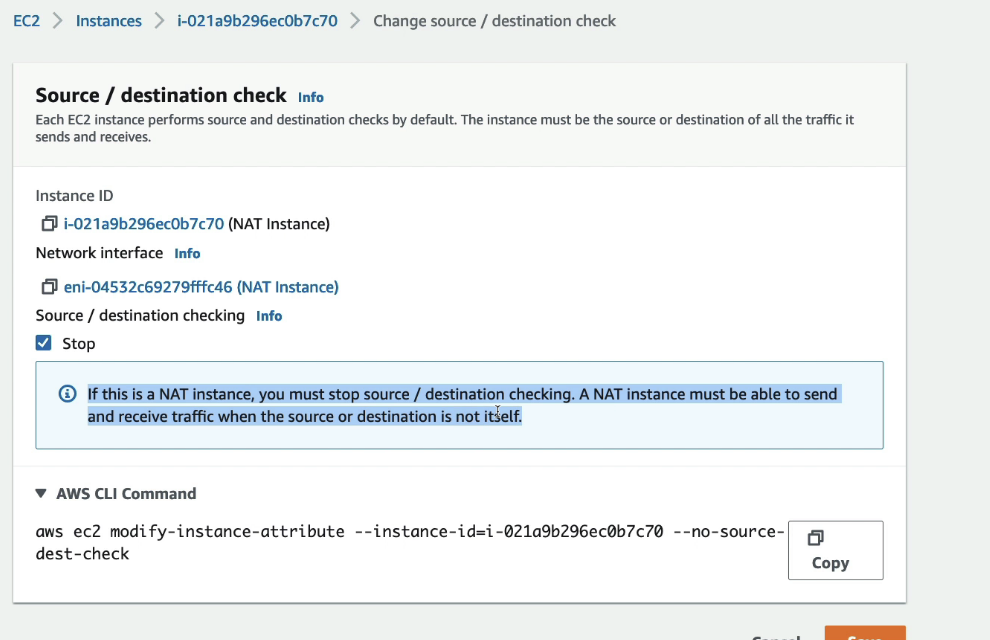 EC2 > Instances > i-021a9b296ec0b7c70 > Change source / destination check
Source / destination check Info
Each EC2 instance performs source and destination checks by default. The instance must be the source or destination of all the traffic it
sends and receives.
Instance ID
i-021a9b296ec0b7c70 (NAT Instance)
Network interface Info
eni-04532c69279fffc46 (NAT Instance)
Source / destination checking Info
Stop
If this is a NAT instance, you must stop source / destination checking. A NAT instance must be able to send
and receive traffic when the source or destination is not itself.
AWS CLI Command
aws ec2 modify-instance-attribute --instance-id=i-021a9b296ec0b7c70 --no-source-
dest-check
Copy
Cancel Save